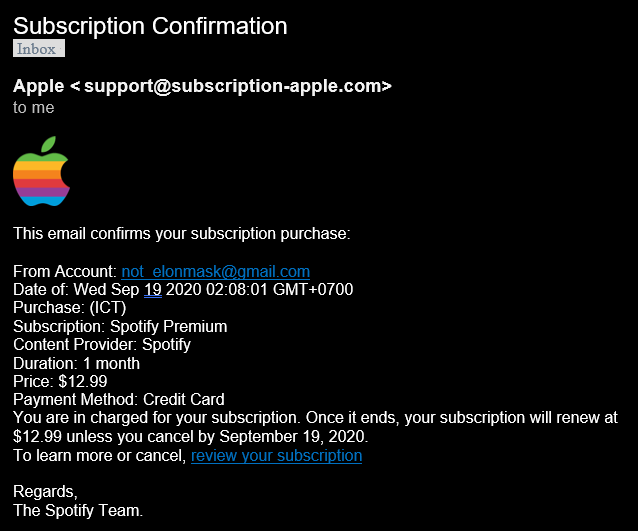 Subscription Confirmation
Inbox
Apple < support@subscription-apple.com>
to me
This email confirms your subscription purchase:
From Account: not_elonmask@gmail.com
Date of: Wed Sep 19 2020 02:08:01 GMT+0700
Purchase: (ICT)
Subscription: Spotify Premium
Content Provider: Spotify
Duration: 1 month
Price: $12.99
Payment Method: Credit Card
You are in charged for your subscription. Once it ends, your subscription will renew at
$12.99 unless you cancel by September 19, 2020.
To learn more or cancel, review your subscription
Regards,
The Spotify Team.